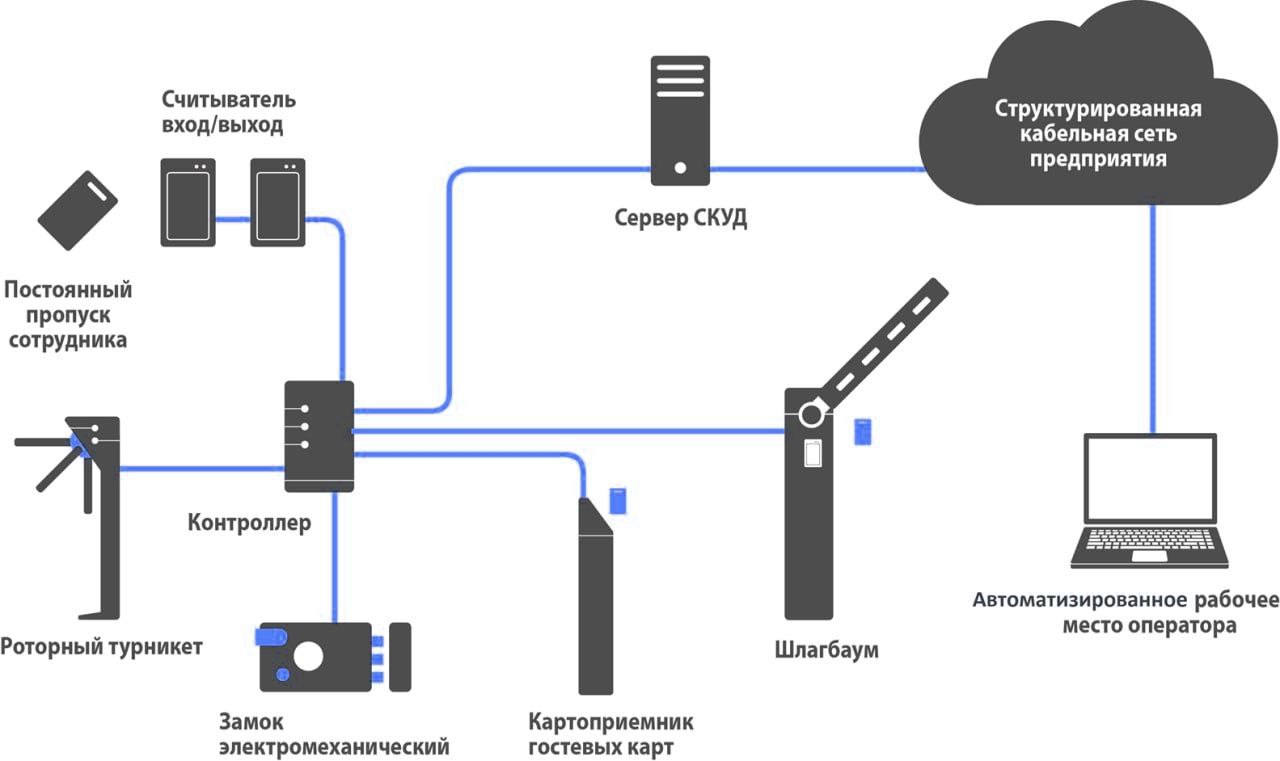 Считыватель
вход/выход
Структурированная
кабельная сеть
предприятия
Сервер СКУД
Постоянный
пропуск
сотрудника
Контроллер
Роторный турникет
Замок
электромеханический
Картоприемник
гостевых карт
Шлагбаум
Автоматизированное рабочее
место оператора